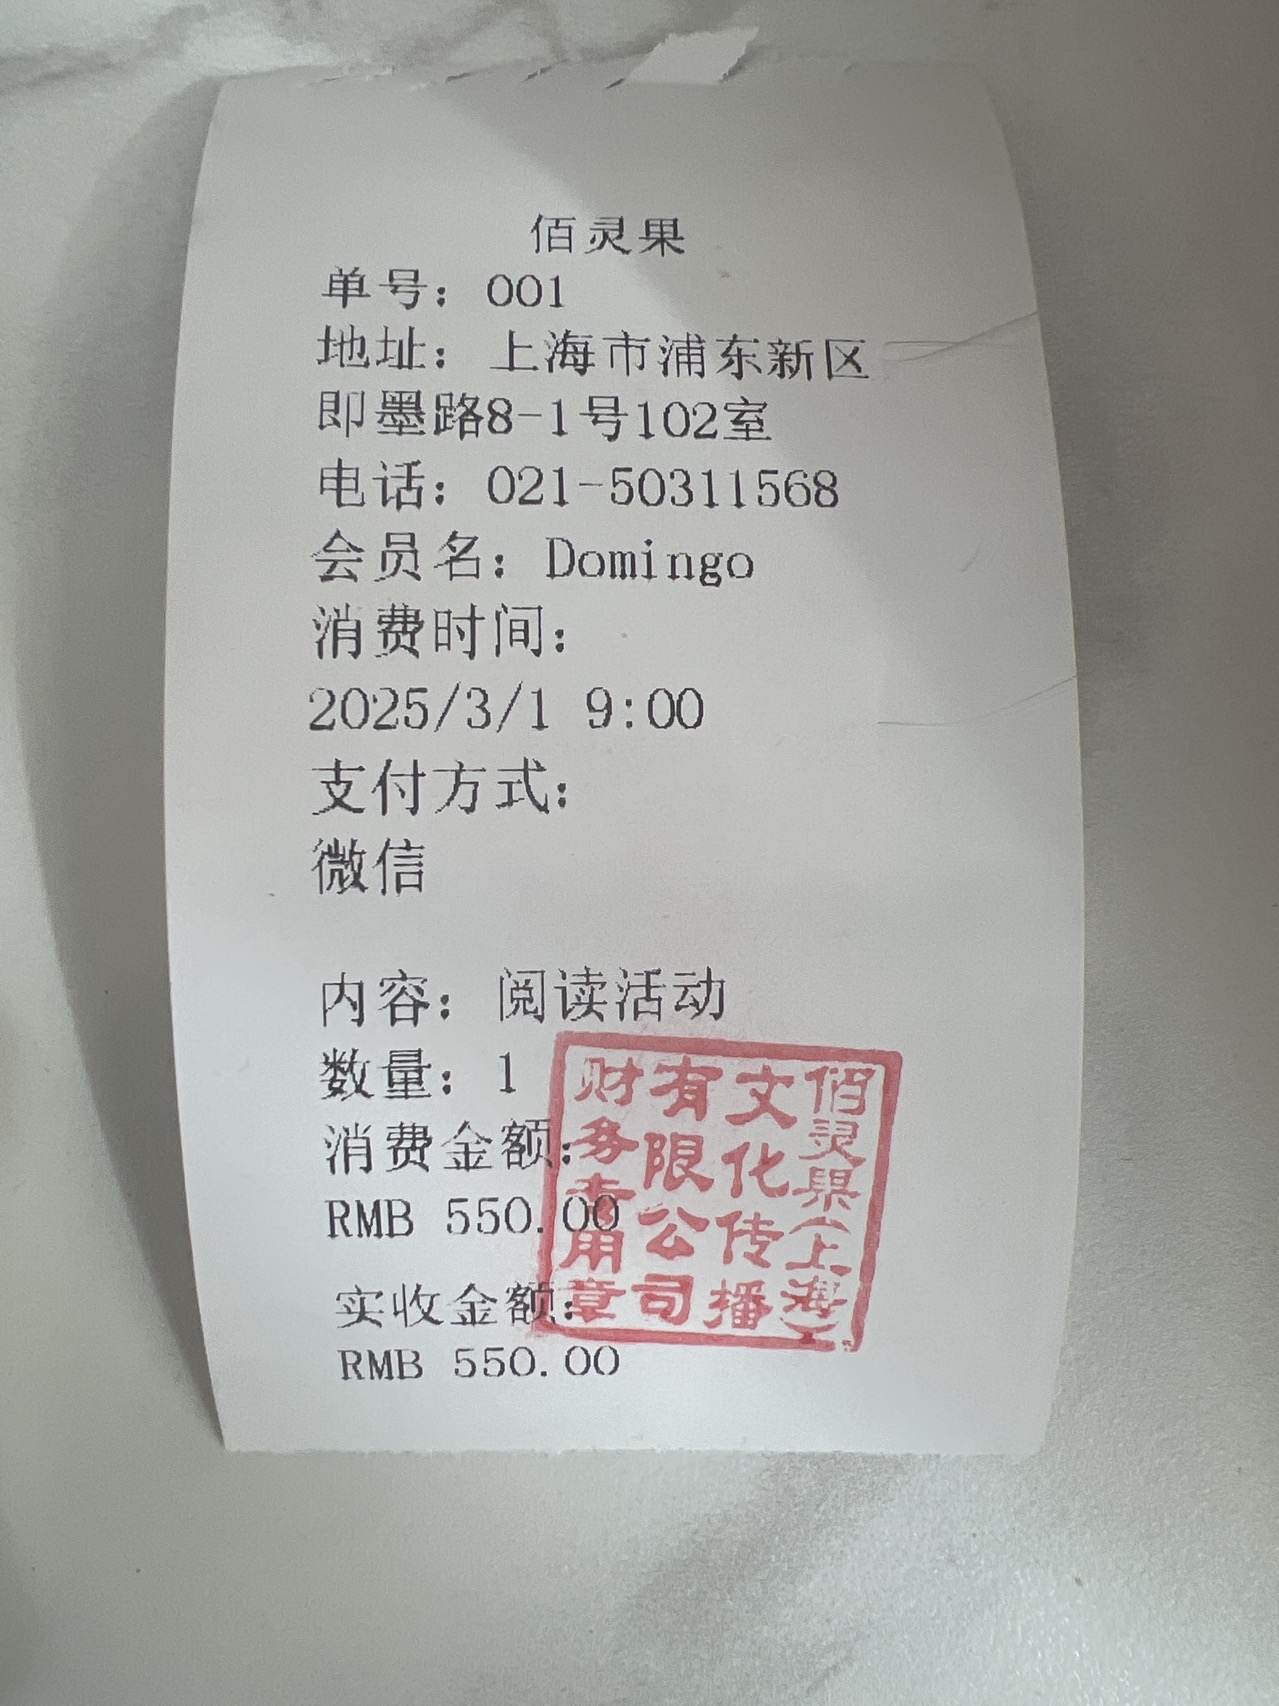 佰灵果
单号：001
地址：上海市浦东新区
即墨路8-1号102室
电话：021-50311568
会员名：Domingo
消费时间：
2025/3/1 9:00
支付方式：
微信
内容：阅读活动
数量：1
消费金额：
RMB 550.00
实收金额：
RMB 550.00
佰灵果（上海）
文化传播
有限公司
财务专用章